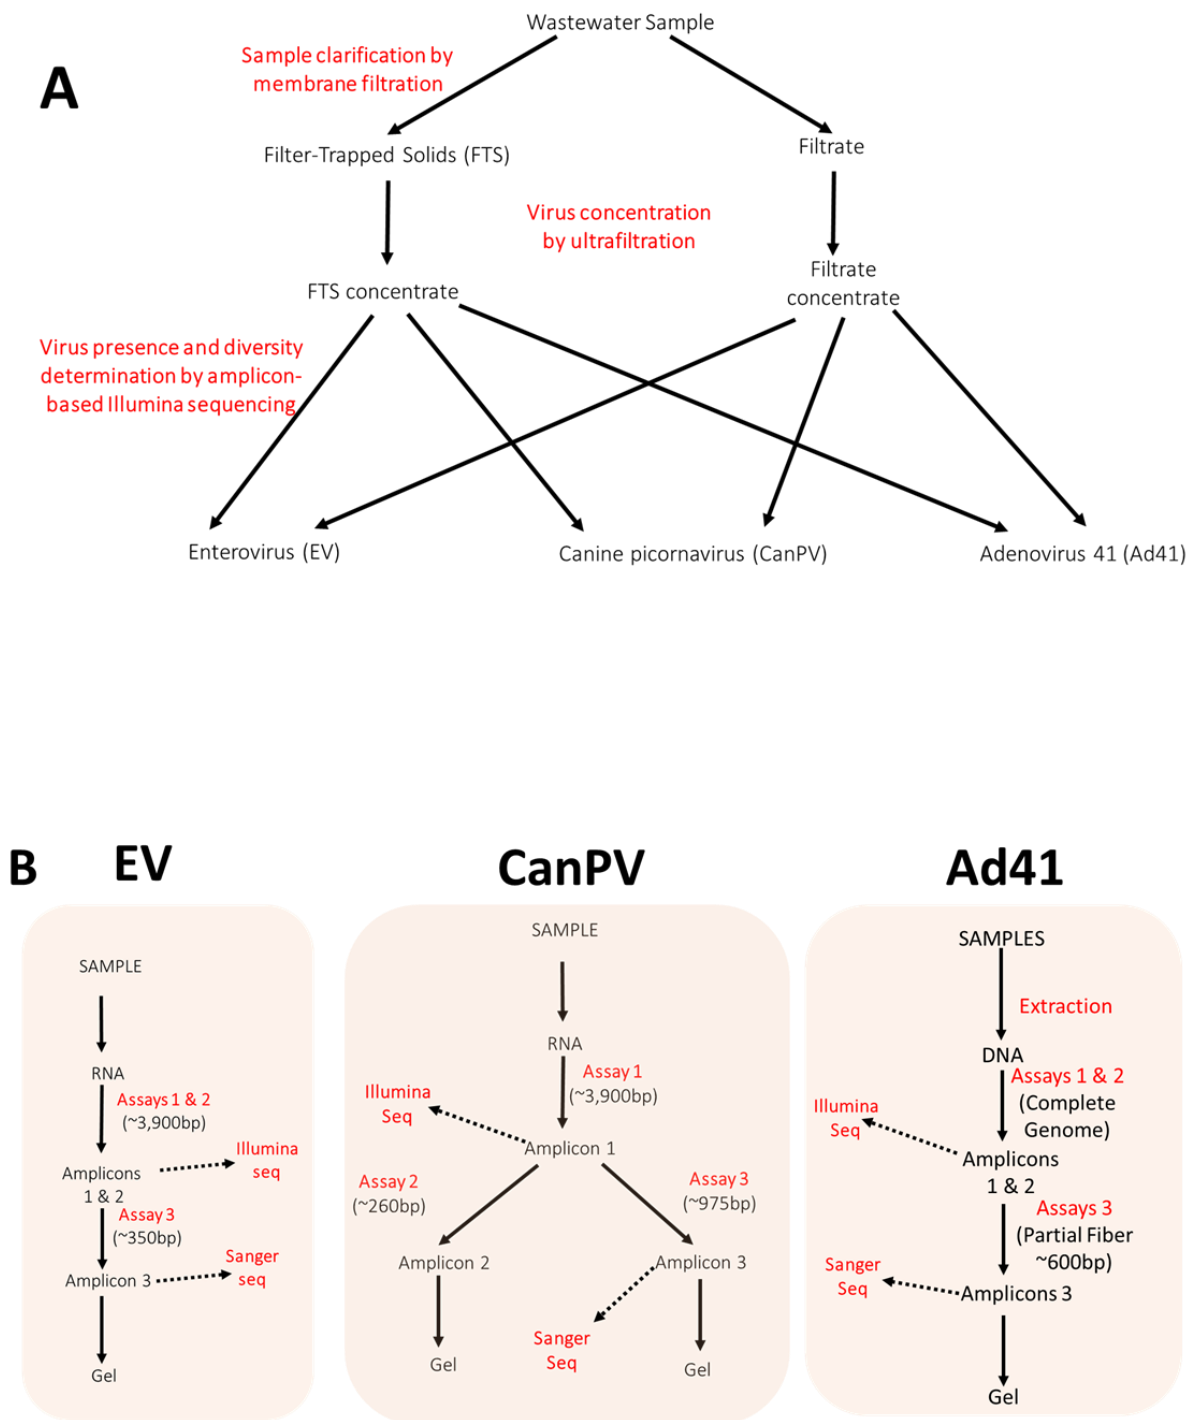 Wastewater Sample
Sample clarification by
membrane filtration
A
Filter-Trapped Solids (FTS)
Filtrate
Virus concentration
by ultrafiltration
Filtrate
concentrate
FTS concentrate
Virus presence and diversity
determination by amplicon-
based Illumina sequencing
Enterovirus (EV)
Canine picornavirus (CanPV)
Adenovirus 41 (Ad41)
B
EV
SAMPLE
RNA
Assays 1 & 2
(~3,900bp)
Illumina
seq
Amplicons
1 & 2
Assay 3
(~350bp)
Sanger
seq
Amplicon 3
Gel
CanPV
SAMPLE
RNA
Assay 1
(~3,900bp)
Illumina
Seq
Amplicon 1
Assay 2
(~260bp)
Assay 3
(~975bp)
Amplicon 2
Amplicon 3
Sanger
Seq
Gel
Gel
Ad41
SAMPLES
Extraction
DNA
Assays 1 & 2
(Complete
Genome)
Illumina
Seq
Amplicons
1 & 2
Assays 3
(Partial Fiber
~600bp)
Sanger
Seq
Amplicons 3
Gel